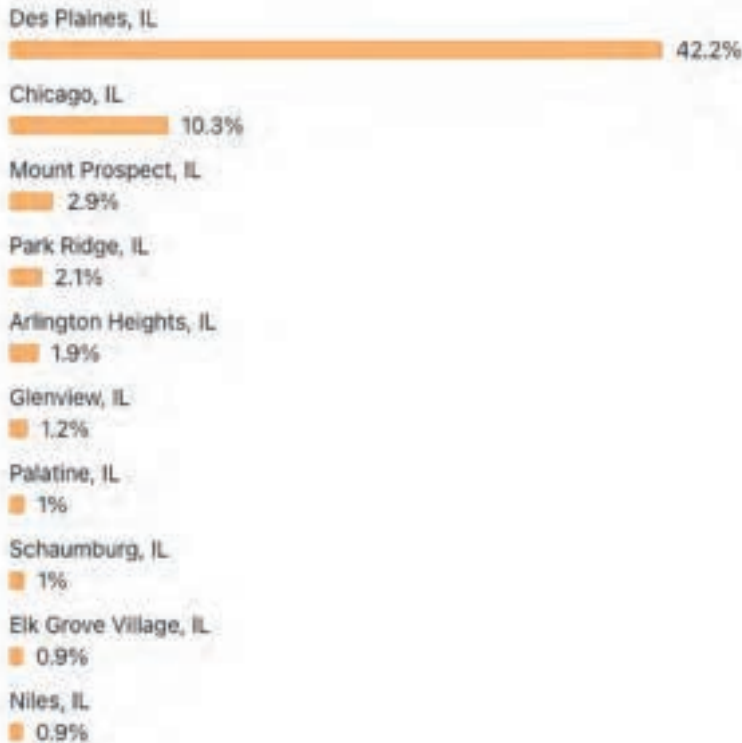 Des Plaines, IL
42.2%
Chicago, IL
10.3%
Mount Prospect, IL
2.9%
Park Ridge, IL
2.1%
Arlington Heights, IL
1.9%
Glenview, IL
1.2%
Palatine, IL
1%
Schaumburg, IL
1%
Elk Grove Village, IL
0.9%
Niles, IL
0.9%